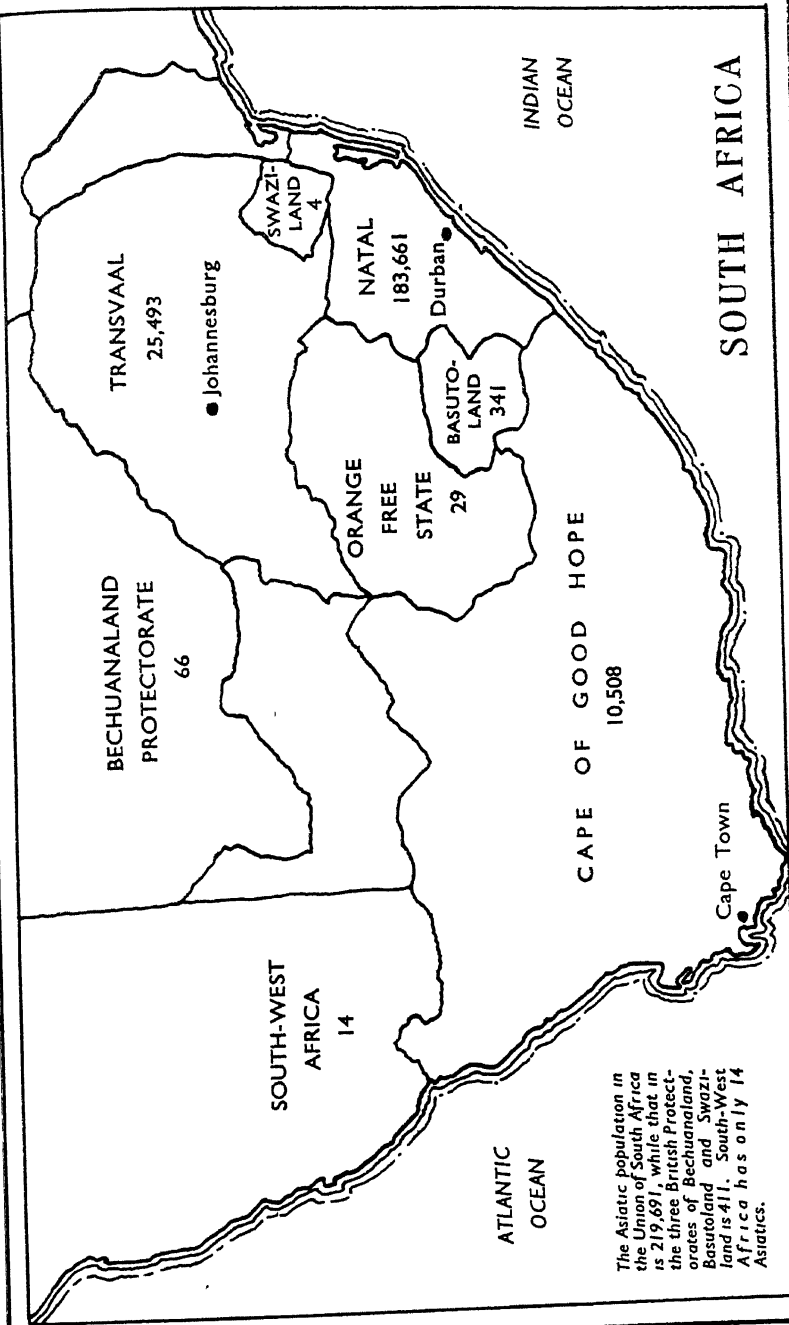 BECHUANALAND
PROTECTORATE
66
TRANSVAAL
25,493
Johannesburg
SWAZI-
LAND
4
SOUTH-WEST
AFRICA
14
ORANGE
FREE
STATE
29
NATAL
183,661
Durban
BASUTO-
LAND
341
CAPE OF GOOD HOPE
10,508
Cape Town
ATLANTIC
OCEAN
INDIAN
OCEAN
The Asiatic population in
the Union of South Africa
is 219,691, while that in
the three British Protect-
orates of Bechuanaland,
Basutoland and Swazi-
land is 411. South-West
Africa has only 14
Asiatics.
SOUTH AFRICA